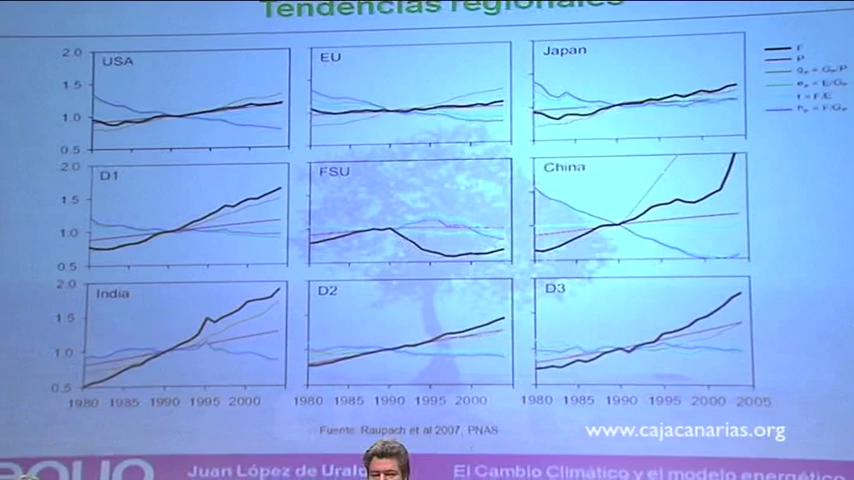 Tendencias regionales
2.0
1.5
1.0
0.5
USA
EU
Japan
F
P
g = G/P
e = E/G
f = F/E
h = F/G
2.0
1.5
1.0
0.5
D1
FSU
China
2.0
1.5
1.0
0.5
India
D2
D3
1980 1985 1990 1995 2000
1980 1985 1990 1995 2000
1980 1985 1990 1995 2000 2005
Fuente: Raupach et al 2007, PNAS
www.cajacanarias.org
Juan López de Urald
El Cambio Climático y el modelo energético